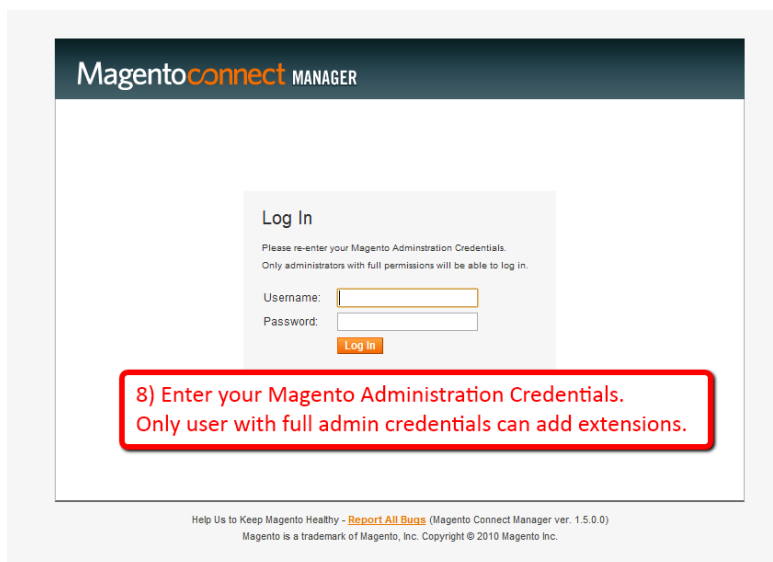 Magentoconnect MANAGER
Log In
Please re-enter your Magento Adminstration Credentials.
Only administrators with full permissions will be able to log in.
Username:
Password:
Log In
8) Enter your Magento Administration Credentials.
Only user with full admin credentials can add extensions.
Help Us to Keep Magento Healthy - Report All Bugs (Magento Connect Manager ver. 1.5.0.0)
Magento is a trademark of Magento, Inc. Copyright © 2010 Magento Inc.